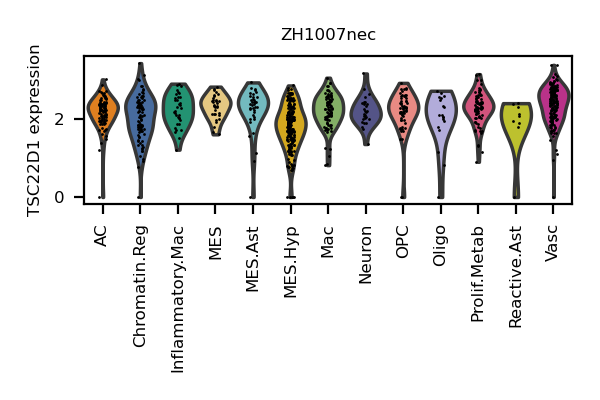 ZH1007nec
TSC22D1 expression
2
0
AC
Chromatin.Reg
Inflammatory.Mac
MES
MES.Ast
MES.Hyp
Mac
Neuron
OPC
Oligo
Prolif.Metab
Reactive.Ast
Vasc